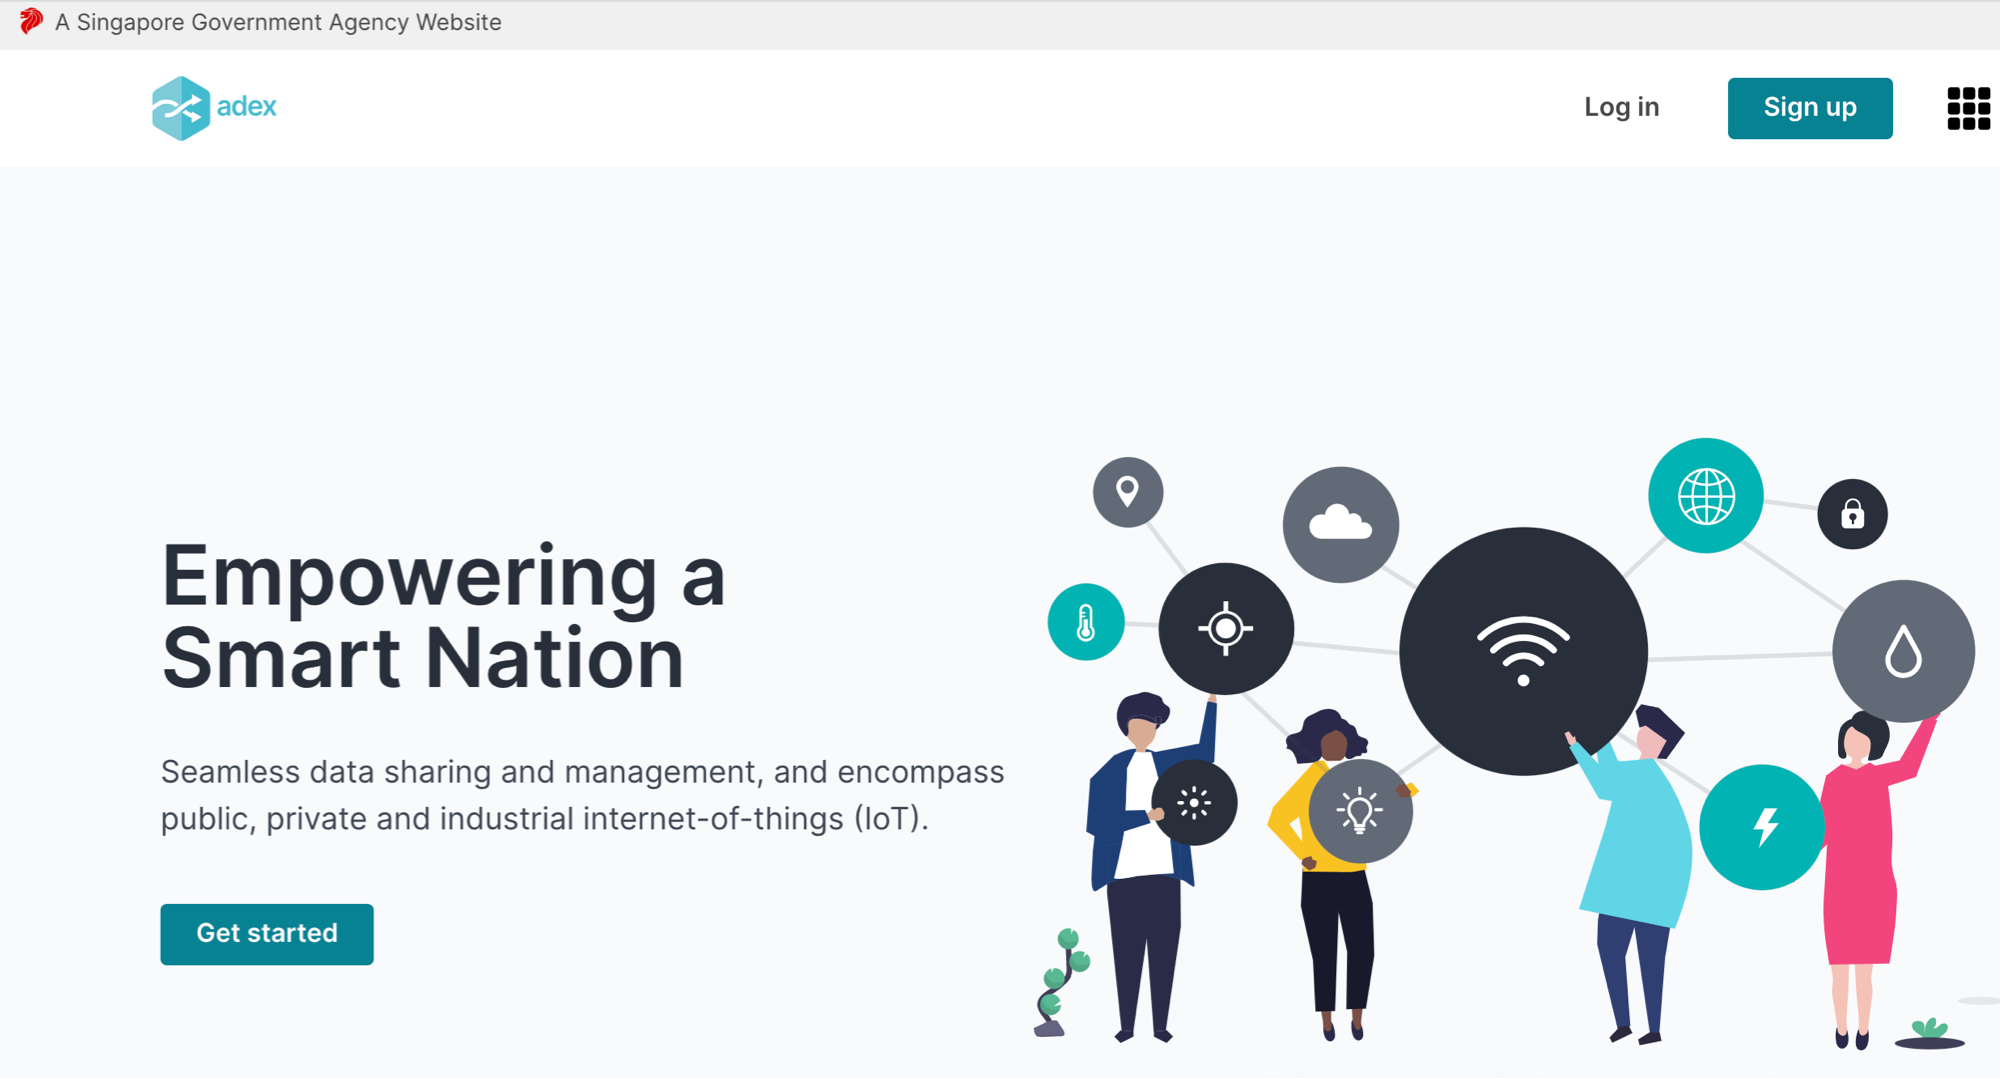 A Singapore Government Agency Website
adex
Log in
Sign up
Empowering a
Smart Nation
Seamless data sharing and management, and encompass
public, private and industrial internet-of-things (IoT).
Get started